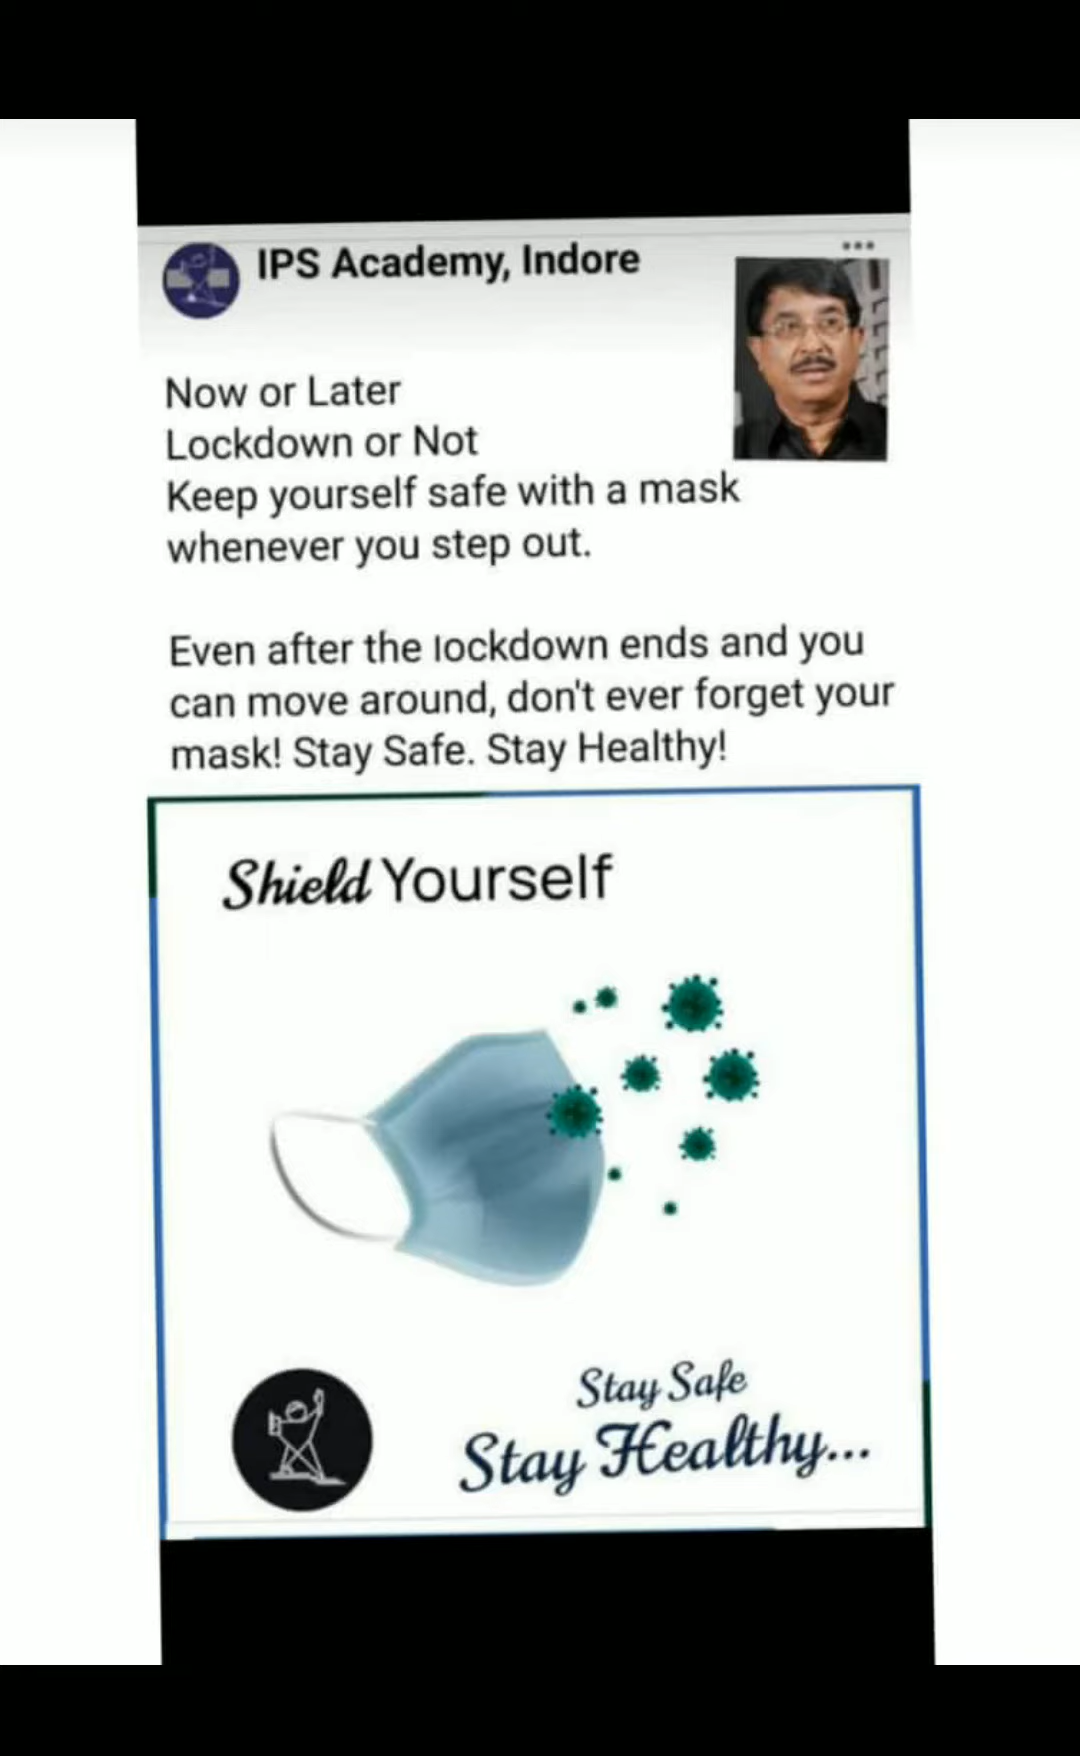 IPS Academy, Indore
Now or Later
Lockdown or Not
Keep yourself safe with a mask
whenever you step out.
Even after the lockdown ends and you
can move around, don't ever forget your
mask! Stay Safe. Stay Healthy!
Shield Yourself
Stay Safe
Stay Healthy...